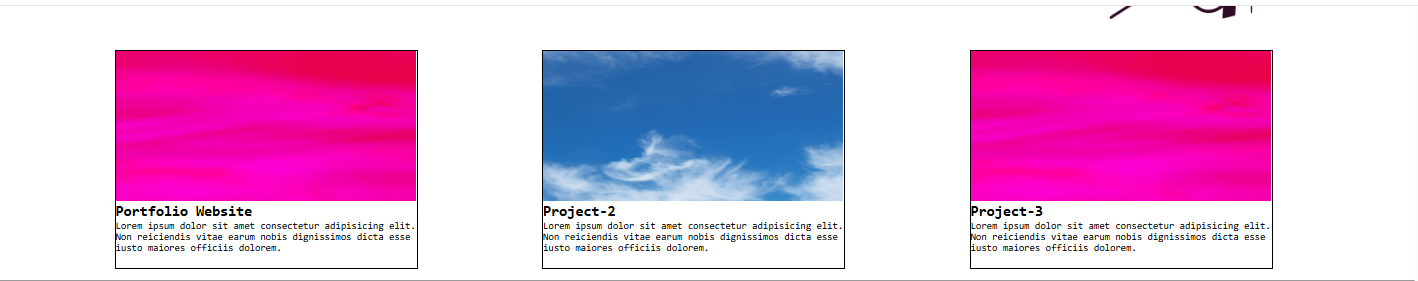 Portfolio Website
Lorem ipsum dolor sit amet consectetur adipisicing elit.
Non reiciendis vitae earum nobis dignissimos dicta esse
iusto maiores officiis dolorem.
Project-2
Lorem ipsum dolor sit amet consectetur adipisicing elit.
Non reiciendis vitae earum nobis dignissimos dicta esse
iusto maiores officiis dolorem.
Project-3
Lorem ipsum dolor sit amet consectetur adipisicing elit.
Non reiciendis vitae earum nobis dignissimos dicta esse
iusto maiores officiis dolorem.